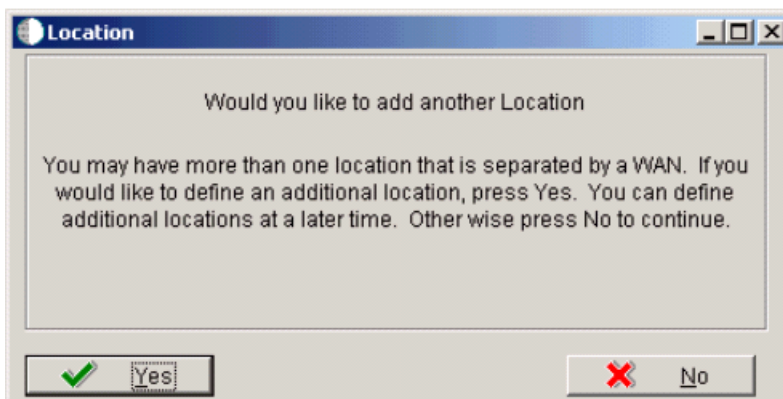 Location
Would you like to add another Location
You may have more than one location that is separated by a WAN. If you
would like to define an additional location, press Yes. You can define
additional locations at a later time. Other wise press No to continue.
Yes
No